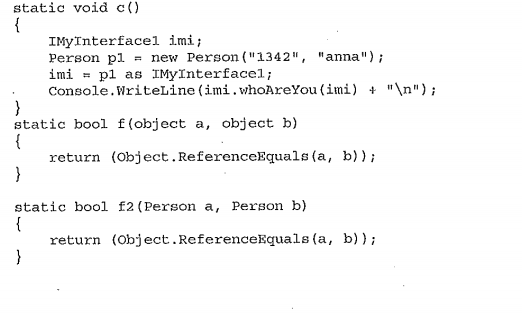 static void c()
{
    IMyInterface1 imi;
    Person p1 = new Person("1342", "anna");
    imi = p1 as IMyInterface1;
    Console.WriteLine(imi.whoAreYou(imi) + "\n");
}
static bool f(object a, object b)
{
    return (Object.ReferenceEquals(a, b));
}

static bool f2(Person a, Person b)
{
    return (Object.ReferenceEquals(a, b));
}